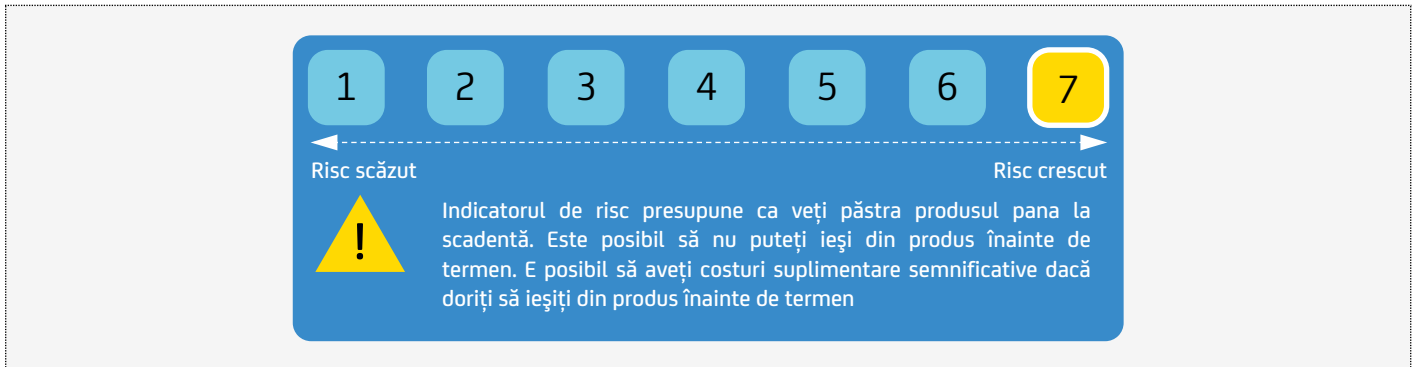 1 2 3 4 5 6 7
Risc scăzut Risc crescut
!
Indicatorul de risc presupune ca veți păstra produsul pana la
scadentă. Este posibil să nu puteți ieşi din produs înainte de
termen. E posibil să aveți costuri suplimentare semnificative dacă
doriți să ieşiți din produs înainte de termen